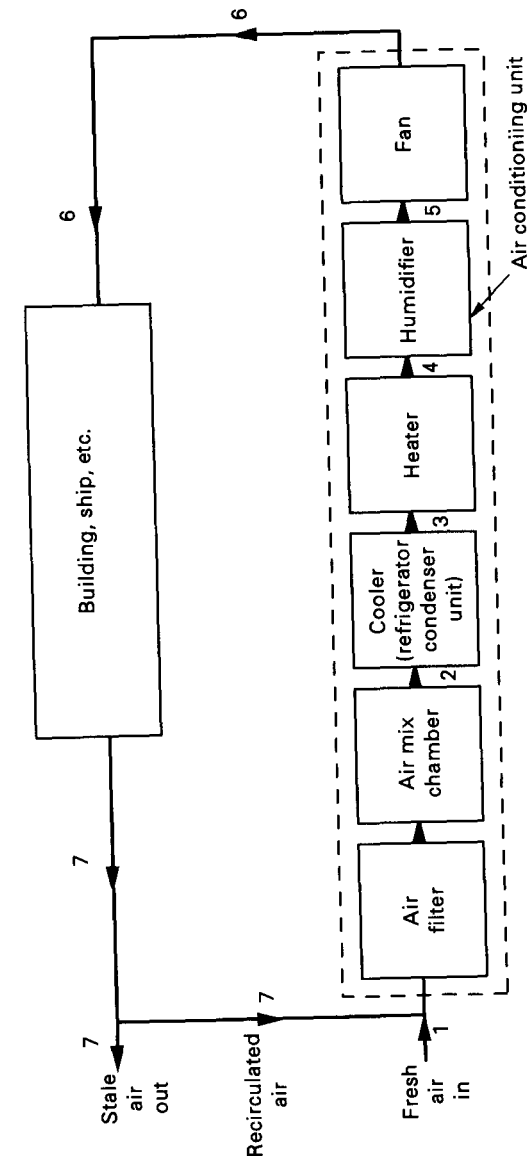 6
6
Building, ship, etc.
7
7
Stale
air
out
7
Recirculated
air
Fresh
air
in
1
Air
filter
Air mix
chamber
2
Cooler
(refrigerator
condenser
unit)
3
Heater
4
Humidifier
5
Fan
Air conditioniing unit